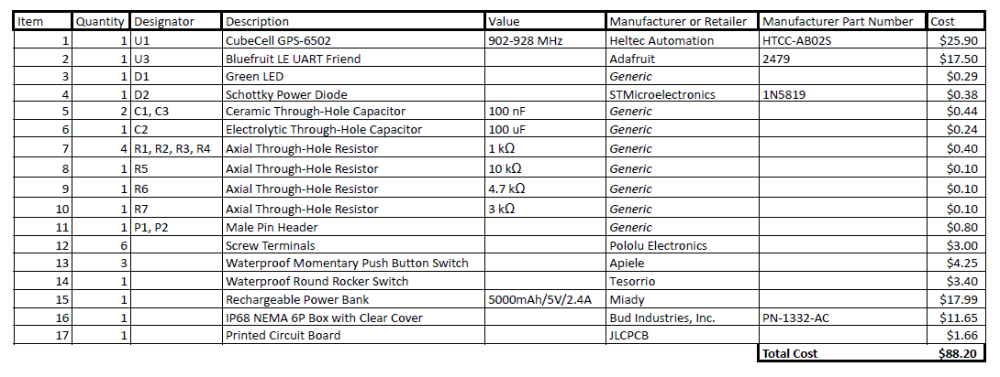 Item Quantity Designator Description Value Manufacturer or Retailer Manufacturer Part Number Cost
1 1 U1 CubeCell GPS-6502 902-928 MHz Heltec Automation HTCC-AB02S $25.90
2 1 U3 Bluefruit LE UART Friend Adafruit 2479 $17.50
3 1 D1 Green LED Generic $0.29
4 1 D2 Schottky Power Diode STMicroelectronics 1N5819 $0.38
5 2 C1, C3 Ceramic Through-Hole Capacitor 100 nF Generic $0.44
6 1 C2 Electrolytic Through-Hole Capacitor 100 uF Generic $0.24
7 4 R1, R2, R3, R4 Axial Through-Hole Resistor 1 kΩ Generic $0.40
8 1 R5 Axial Through-Hole Resistor 10 kΩ Generic $0.10
9 1 R6 Axial Through-Hole Resistor 4.7 kΩ Generic $0.10
10 1 R7 Axial Through-Hole Resistor 3 kΩ Generic $0.10
11 1 P1, P2 Male Pin Header Generic $0.80
12 6 Screw Terminals Pololu Electronics $3.00
13 3 Waterproof Momentary Push Button Switch Apiele $4.25
14 1 Waterproof Round Rocker Switch Tesorrio $3.40
15 1 Rechargeable Power Bank 5000mAh/5V/2.4A Miady $17.99
16 1 IP68 NEMA 6P Box with Clear Cover Bud Industries, Inc. PN-1332-AC $11.65
17 1 Printed Circuit Board JLCPCB $1.66
Total Cost $88.20